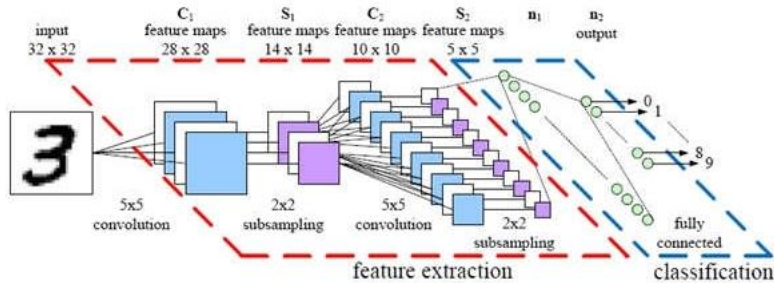 C₁ S₁ C₂ S₂ n₁ n₂
input feature maps feature maps feature maps feature maps output
32 x 32 28 x 28 14 x 14 10 x 10 5 x 5
0
1
8
9
3
5x5 2x2 5x5 2x2 fully
convolution subsampling convolution subsampling connected
feature extraction classification